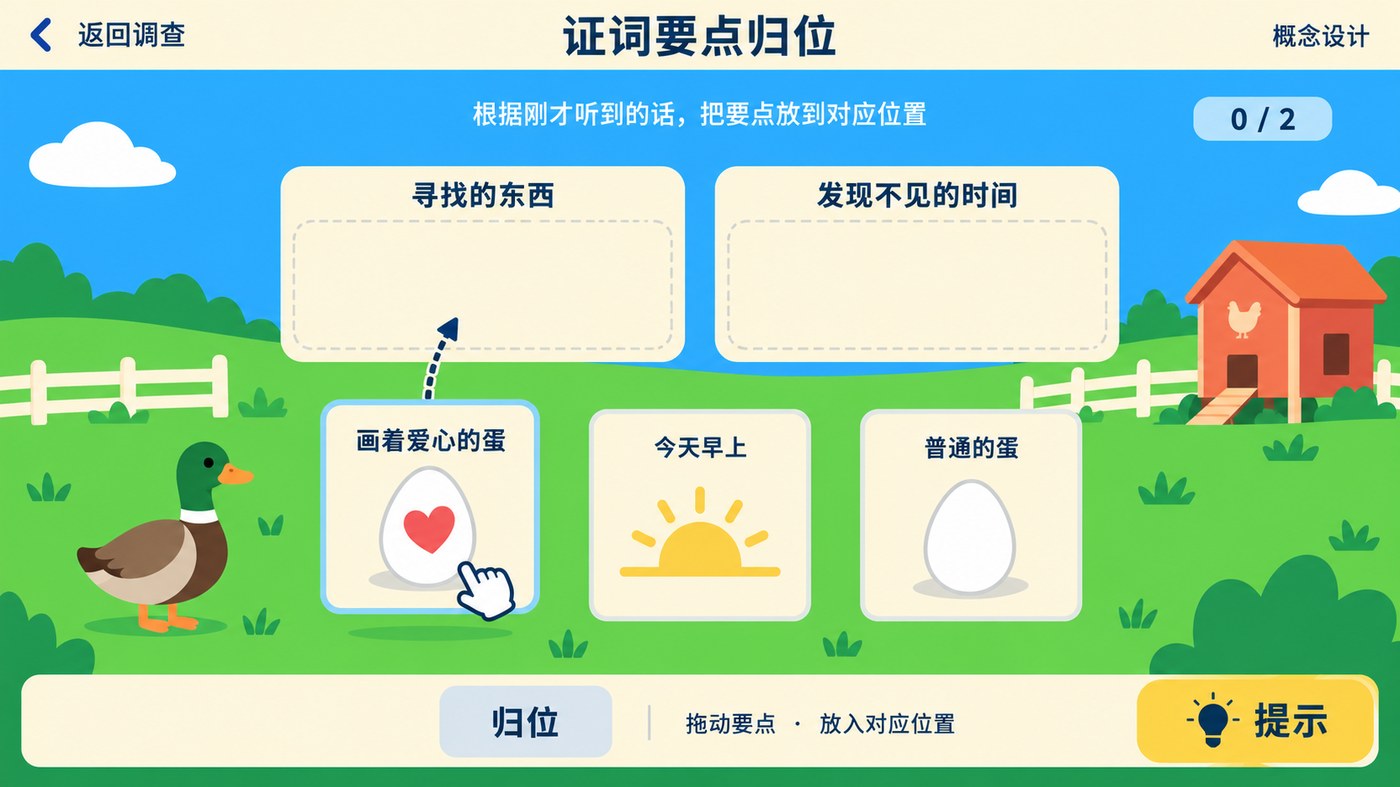 返回调查
证词要点归位
概念设计
根据刚才听到的话，把要点放到对应位置
0 / 2
寻找的东西
发现不见的时间
画着爱心的蛋
今天早上
普通的蛋
归位
拖动要点 · 放入对应位置
提示